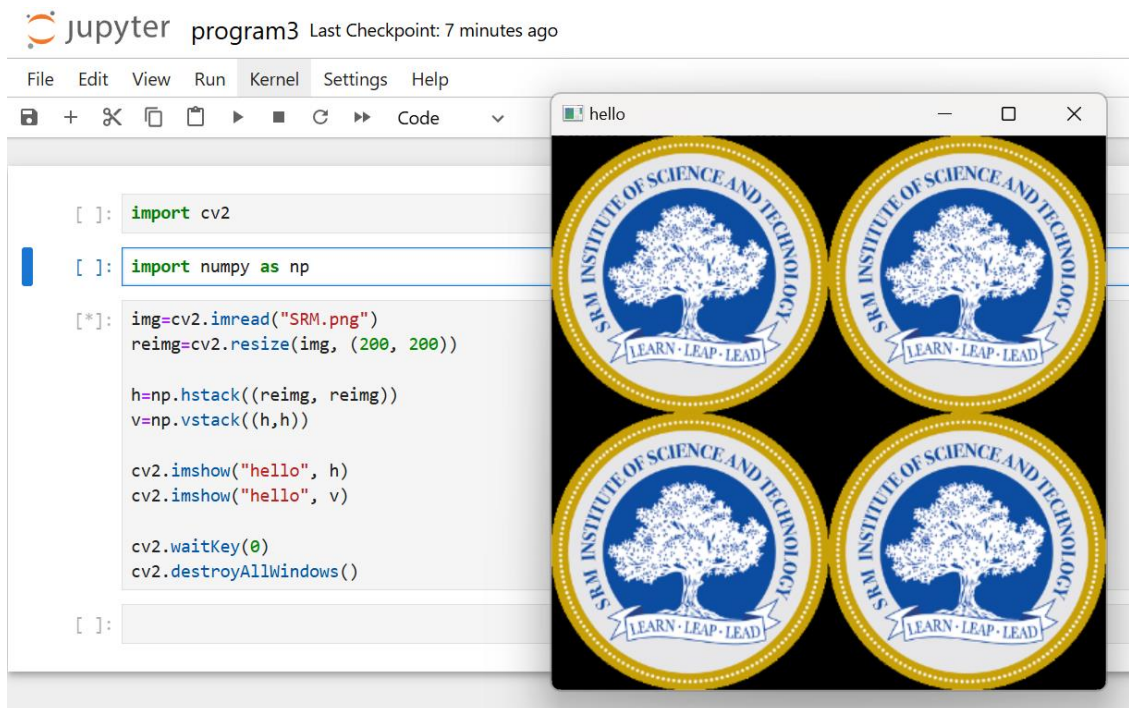 jupyter program3 Last Checkpoint: 7 minutes ago
File Edit View Run Kernel Settings Help
Code
hello
[ ]: import cv2
[ ]: import numpy as np
[*]: img=cv2.imread("SRM.png")
reimg=cv2.resize(img, (200, 200))
h=np.hstack((reimg, reimg))
v=np.vstack((h,h))
cv2.imshow("hello", h)
cv2.imshow("hello", v)
cv2.waitKey(0)
cv2.destroyAllWindows()
[ ]:
SRM INSTITUTE OF SCIENCE AND TECHNOLOGY
LEARN · LEAP · LEAD
SRM INSTITUTE OF SCIENCE AND TECHNOLOGY
LEARN · LEAP · LEAD
SRM INSTITUTE OF SCIENCE AND TECHNOLOGY
LEARN · LEAP · LEAD
SRM INSTITUTE OF SCIENCE AND TECHNOLOGY
LEARN · LEAP · LEAD